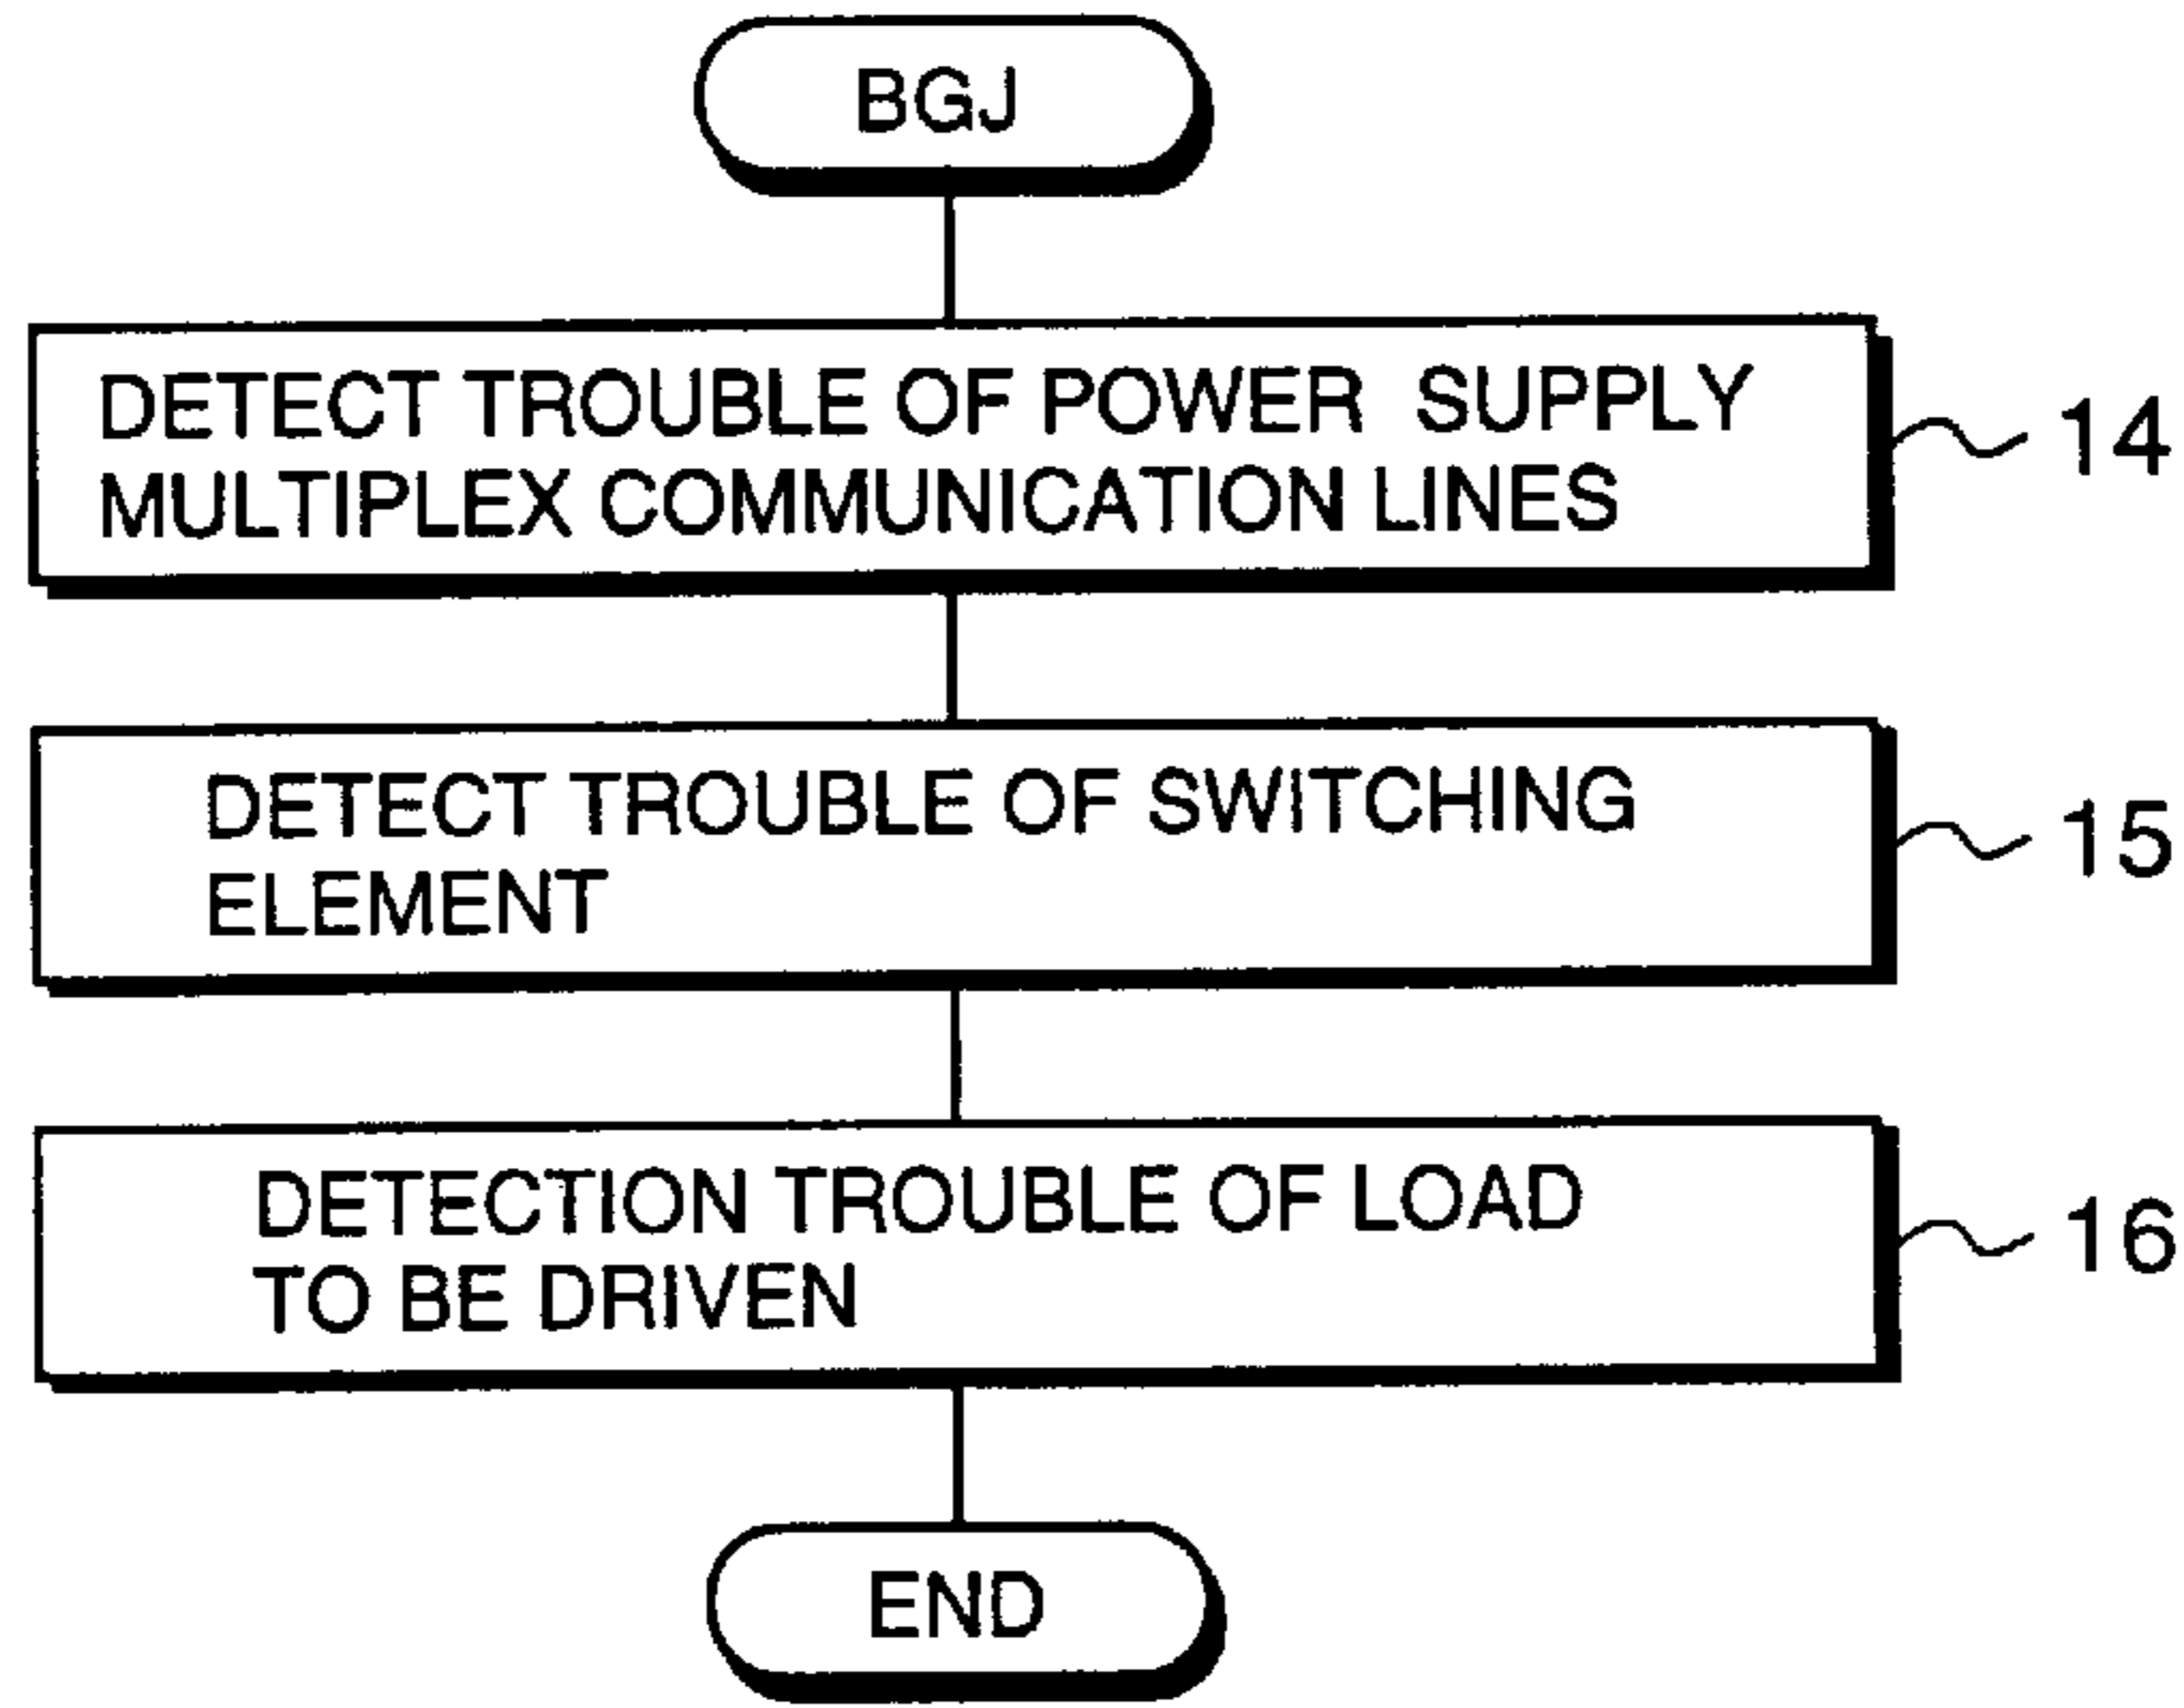 BGJ
DETECT TROUBLE OF POWER SUPPLY
MULTIPLEX COMMUNICATION LINES
14
DETECT TROUBLE OF SWITCHING
ELEMENT
15
DETECTION TROUBLE OF LOAD
TO BE DRIVEN
16
END